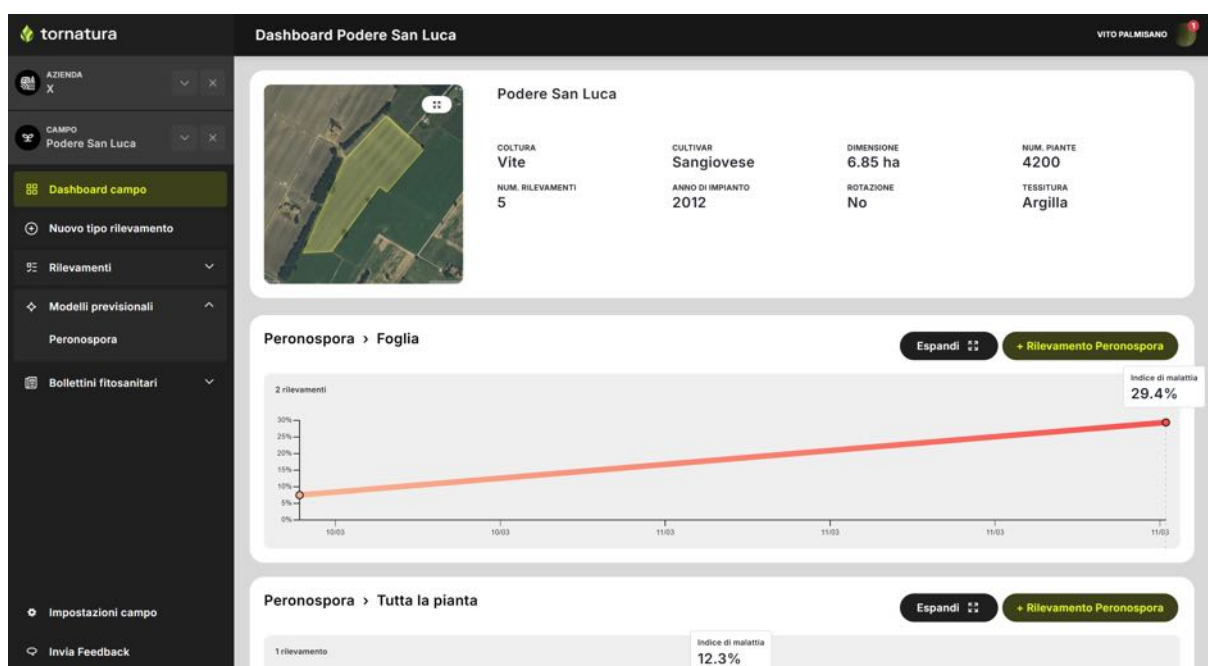 tornatura
Dashboard Podere San Luca
VITO PALMISANO
1
AZIENDA
X
CAMPO
Podere San Luca
Dashboard campo
Nuovo tipo rilevamento
Rilevamenti
Modelli previsionali
Peronospora
Bollettini fitosanitari
Impostazioni campo
Invia Feedback
Podere San Luca
COLTURA
Vite
CULTIVAR
Sangiovese
DIMENSIONE
6.85 ha
NUM. PIANTE
4200
NUM. RILEVAMENTI
5
ANNO DI IMPIANTO
2012
ROTAZIONE
No
TESSITURA
Argilla
Peronospora > Foglia
Espandi
+ Rilevamento Peronospora
2 rilevamenti
Indice di malattia
29.4%
30%
25%
20%
15%
10%
5%
0%
10/03 10/03 11/03 11/03 11/03 11/03
Peronospora > Tutta la pianta
Espandi
+ Rilevamento Peronospora
1 rilevamento
Indice di malattia
12.3%